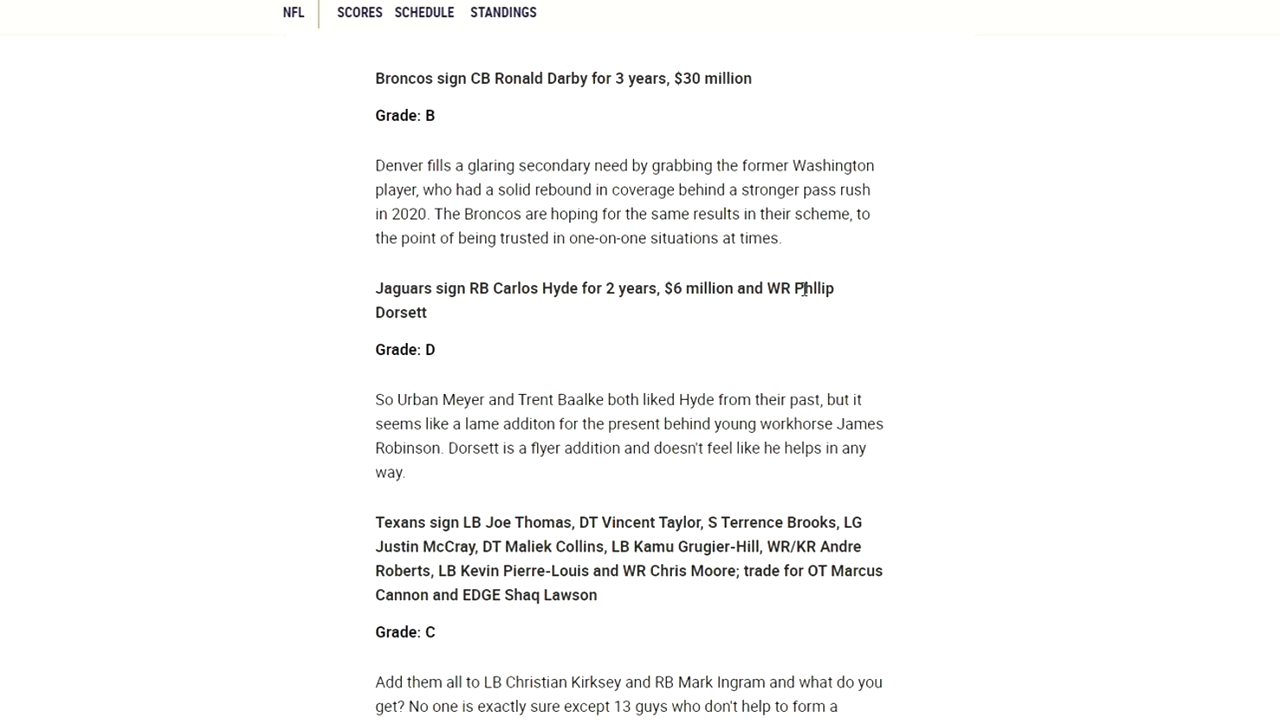 NFL SCORES SCHEDULE STANDINGS
Broncos sign CB Ronald Darby for 3 years, $30 million
Grade: B
Denver fills a glaring secondary need by grabbing the former Washington
player, who had a solid rebound in coverage behind a stronger pass rush
in 2020. The Broncos are hoping for the same results in their scheme, to
the point of being trusted in one-on-one situations at times.
Jaguars sign RB Carlos Hyde for 2 years, $6 million and WR Phllip
Dorsett
Grade: D
So Urban Meyer and Trent Baalke both liked Hyde from their past, but it
seems like a lame additon for the present behind young workhorse James
Robinson. Dorsett is a flyer addition and doesn't feel like he helps in any
way.
Texans sign LB Joe Thomas, DT Vincent Taylor, S Terrence Brooks, LG
Justin McCray, DT Maliek Collins, LB Kamu Grugier-Hill, WR/KR Andre
Roberts, LB Kevin Pierre-Louis and WR Chris Moore; trade for OT Marcus
Cannon and EDGE Shaq Lawson
Grade: C
Add them all to LB Christian Kirksey and RB Mark Ingram and what do you
get? No one is exactly sure except 13 guys who don't help to form a